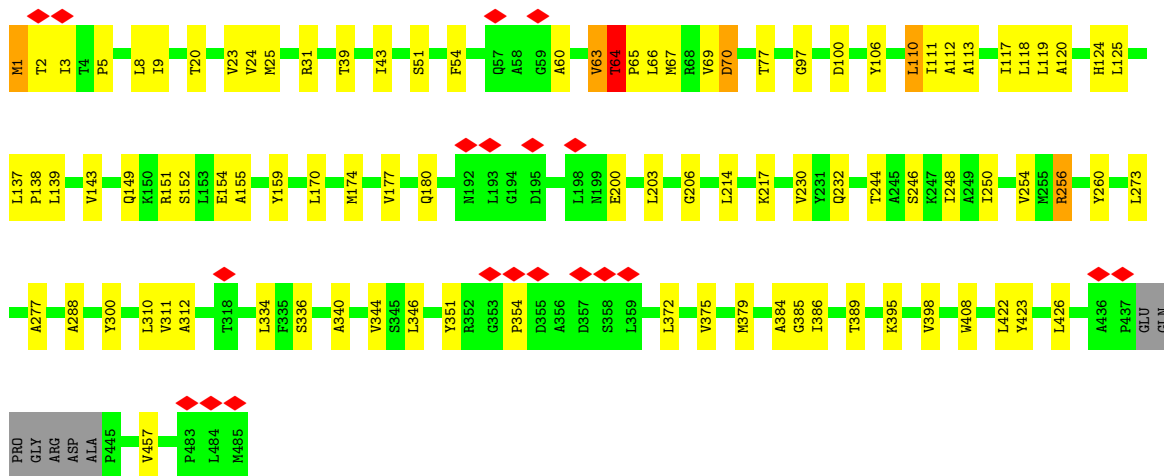 M1 T2 I3 T4 P5 L8 I9 T20 V23 V24 M25 R31 T39 I43 S51 F54 Q57 A58 G59 A60 V63 T64 P65 L66 M67 R68 V69 D70 T77 G97 D100 Y106 L110 I111 A112 A113 I117 L118 L119 A120 H124 L125
L137 P138 L139 V143 Q149 K150 R151 S152 L153 E154 A155 Y159 L170 M174 V177 Q180 N192 L193 G194 D195 L198 N199 E200 L203 G206 L214 K217 V230 Y231 Q232 T244 A245 S246 K247 I248 A249 I250 V254 M255 R256 Y260 L273
A277 A288 Y300 L310 V311 A312 T318 L334 F335 S336 A340 V344 S345 L346 Y351 R352 G353 P354 D355 A356 D357 S358 L359 L372 V375 M379 A384 G385 I386 T389 K395 V398 W408 L422 Y423 L426 A436 P437 GLU GLN
PRO GLY ARG ASP ALA P445 V457 P483 L484 M485